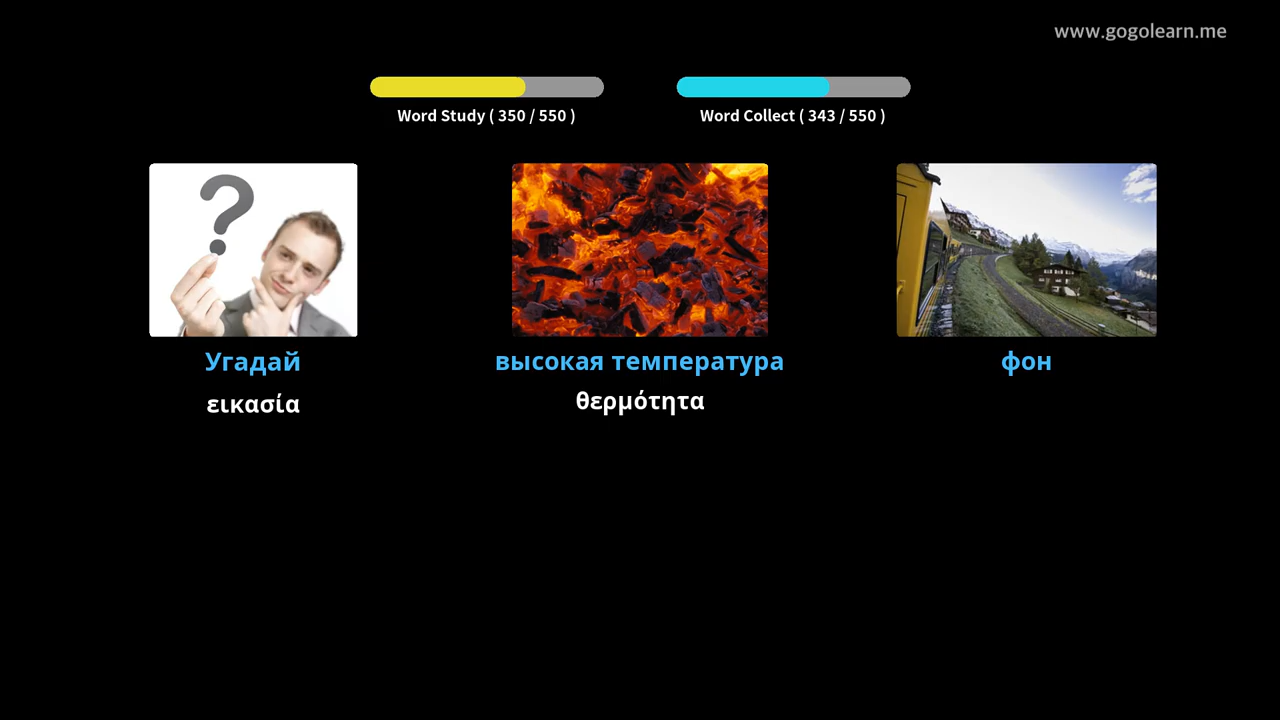 www.gogolearn.me
Word Study ( 350 / 550 )
Word Collect ( 343 / 550 )
Угадай
εικασία
высокая температура
θερμότητα
фон